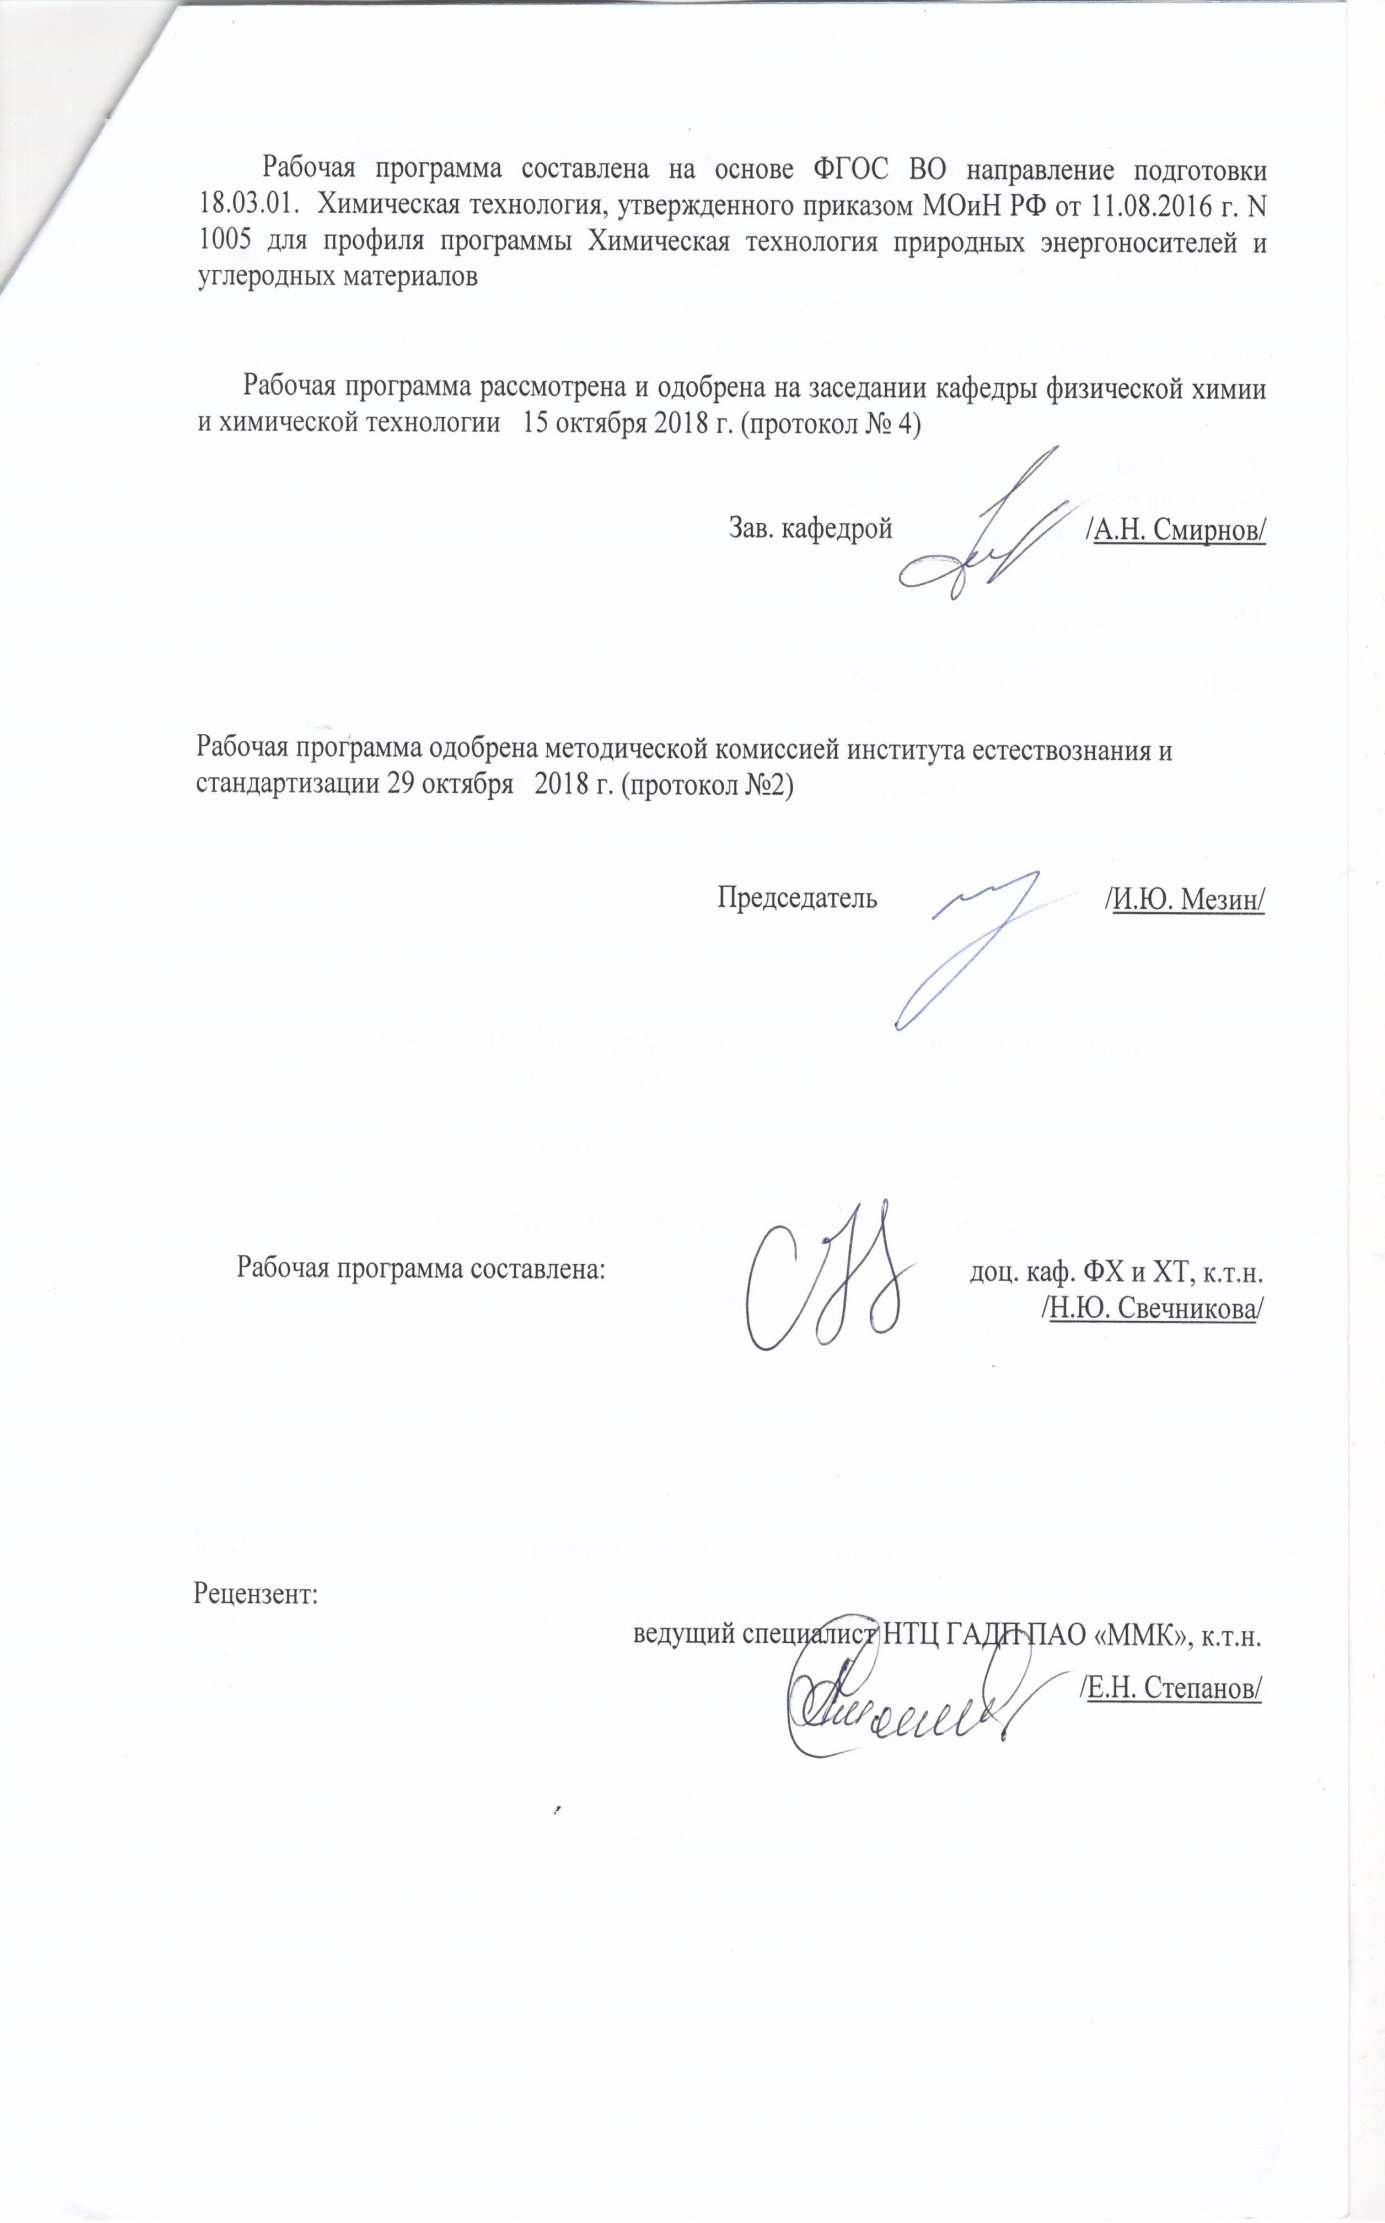 Рабочая программа составлена на основе ФГОС ВО направление подготовки
18.03.01. Химическая технология, утвержденного приказом МОиН РФ от 11.08.2016 г. N
1005 для профиля программы Химическая технология природных энергоносителей и
углеродных материалов
Рабочая программа рассмотрена и одобрена на заседании кафедры физической химии
и химической технологии 15 октября 2018 г. (протокол № 4)
Зав. кафедрой /А.Н. Смирнов/
Рабочая программа одобрена методической комиссией института естествознания и
стандартизации 29 октября 2018 г. (протокол №2)
Председатель /И.Ю. Мезин/
Рабочая программа составлена: доц. каф. ФХ и ХТ, к.т.н.
/Н.Ю. Свечникова/
Рецензент:
ведущий специалист НТЦ ГАДП ПАО «ММК», к.т.н.
/Е.Н. Степанов/